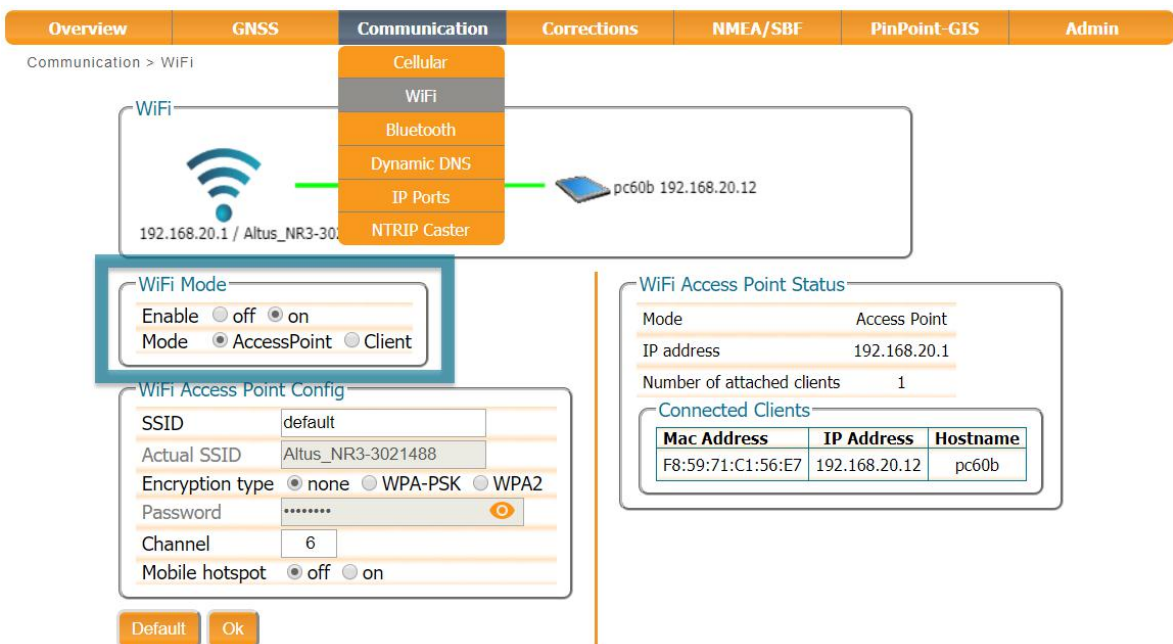 Overview GNSS Communication Corrections NMEA/SBF PinPoint-GIS Admin
Communication > WiFi
Cellular
WiFi
Bluetooth
Dynamic DNS
IP Ports
NTRIP Caster
WiFi
pc60b 192.168.20.12
192.168.20.1 / Altus_NR3-302
WiFi Mode
Enable off on
Mode AccessPoint Client
WiFi Access Point Config
SSID default
Actual SSID Altus_NR3-3021488
Encryption type none WPA-PSK WPA2
Password ••••••••
Channel 6
Mobile hotspot off on
Default Ok
WiFi Access Point Status
Mode Access Point
IP address 192.168.20.1
Number of attached clients 1
Connected Clients
Mac Address IP Address Hostname
F8:59:71:C1:56:E7 192.168.20.12 pc60b